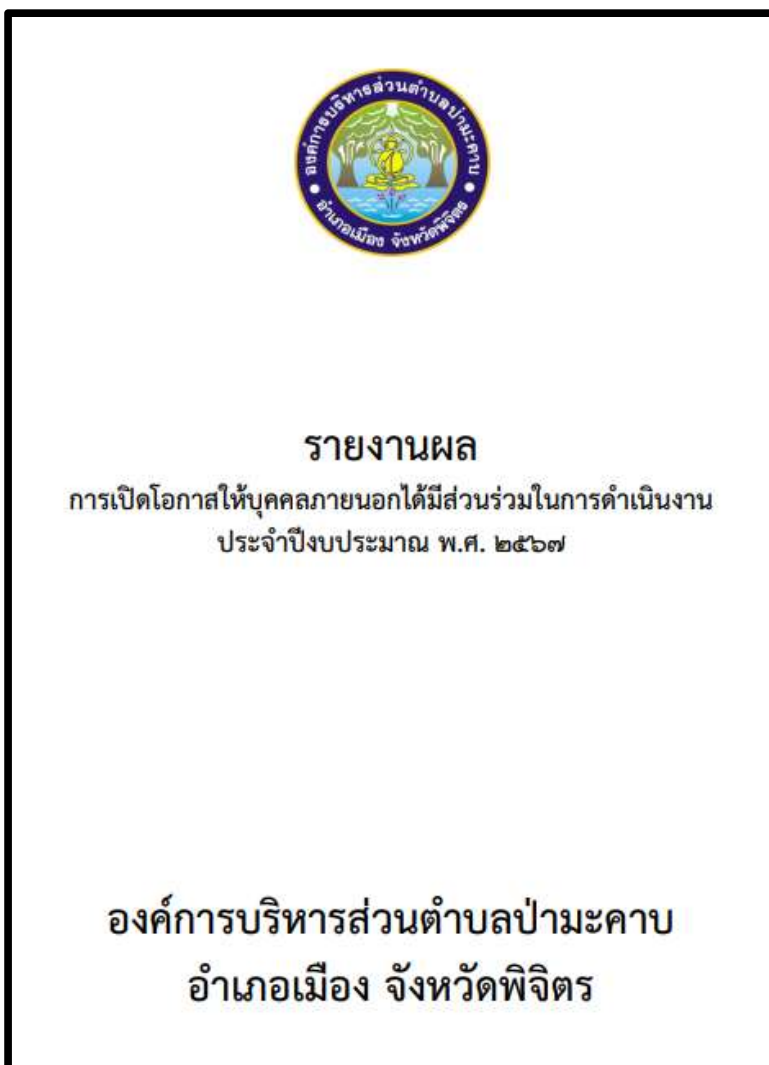 องค์การบริหารส่วนตำบลป่ามะคาบ
อำเภอเมือง จังหวัดพิจิตร
รายงานผล
การเปิดโอกาสให้บุคคลภายนอกได้มีส่วนร่วมในการดำเนินงาน
ประจำปีงบประมาณ พ.ศ. ๒๕๖๗
องค์การบริหารส่วนตำบลป่ามะคาบ
อำเภอเมือง จังหวัดพิจิตร